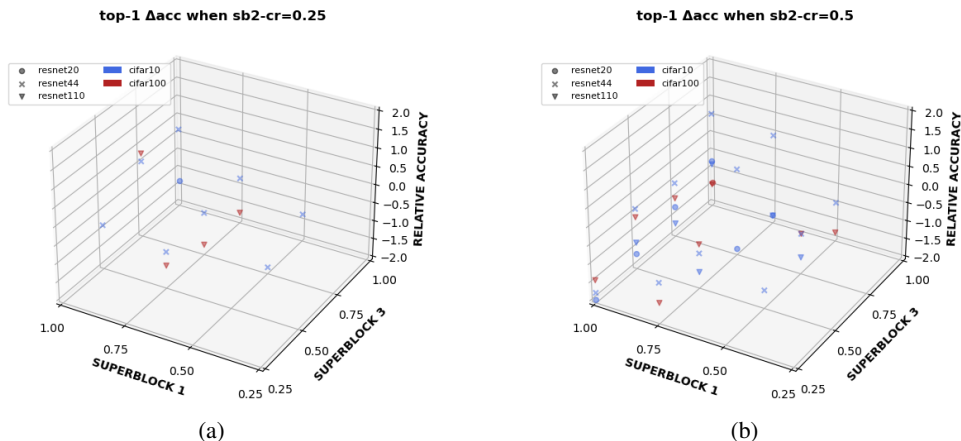 top-1 Δacc when sb2-cr=0.25
resnet20
resnet44
resnet110
cifar10
cifar100
2.0
1.5
1.0
0.5
0.0
−0.5
−1.0
−1.5
−2.0
RELATIVE ACCURACY
1.00
0.75
0.50
0.25
SUPERBLOCK 1
0.25
0.50
0.75
1.00
SUPERBLOCK 3
(a)
top-1 Δacc when sb2-cr=0.5
resnet20
resnet44
resnet110
cifar10
cifar100
2.0
1.5
1.0
0.5
0.0
−0.5
−1.0
−1.5
−2.0
RELATIVE ACCURACY
1.00
0.75
0.50
0.25
SUPERBLOCK 1
0.25
0.50
0.75
1.00
SUPERBLOCK 3
(b)